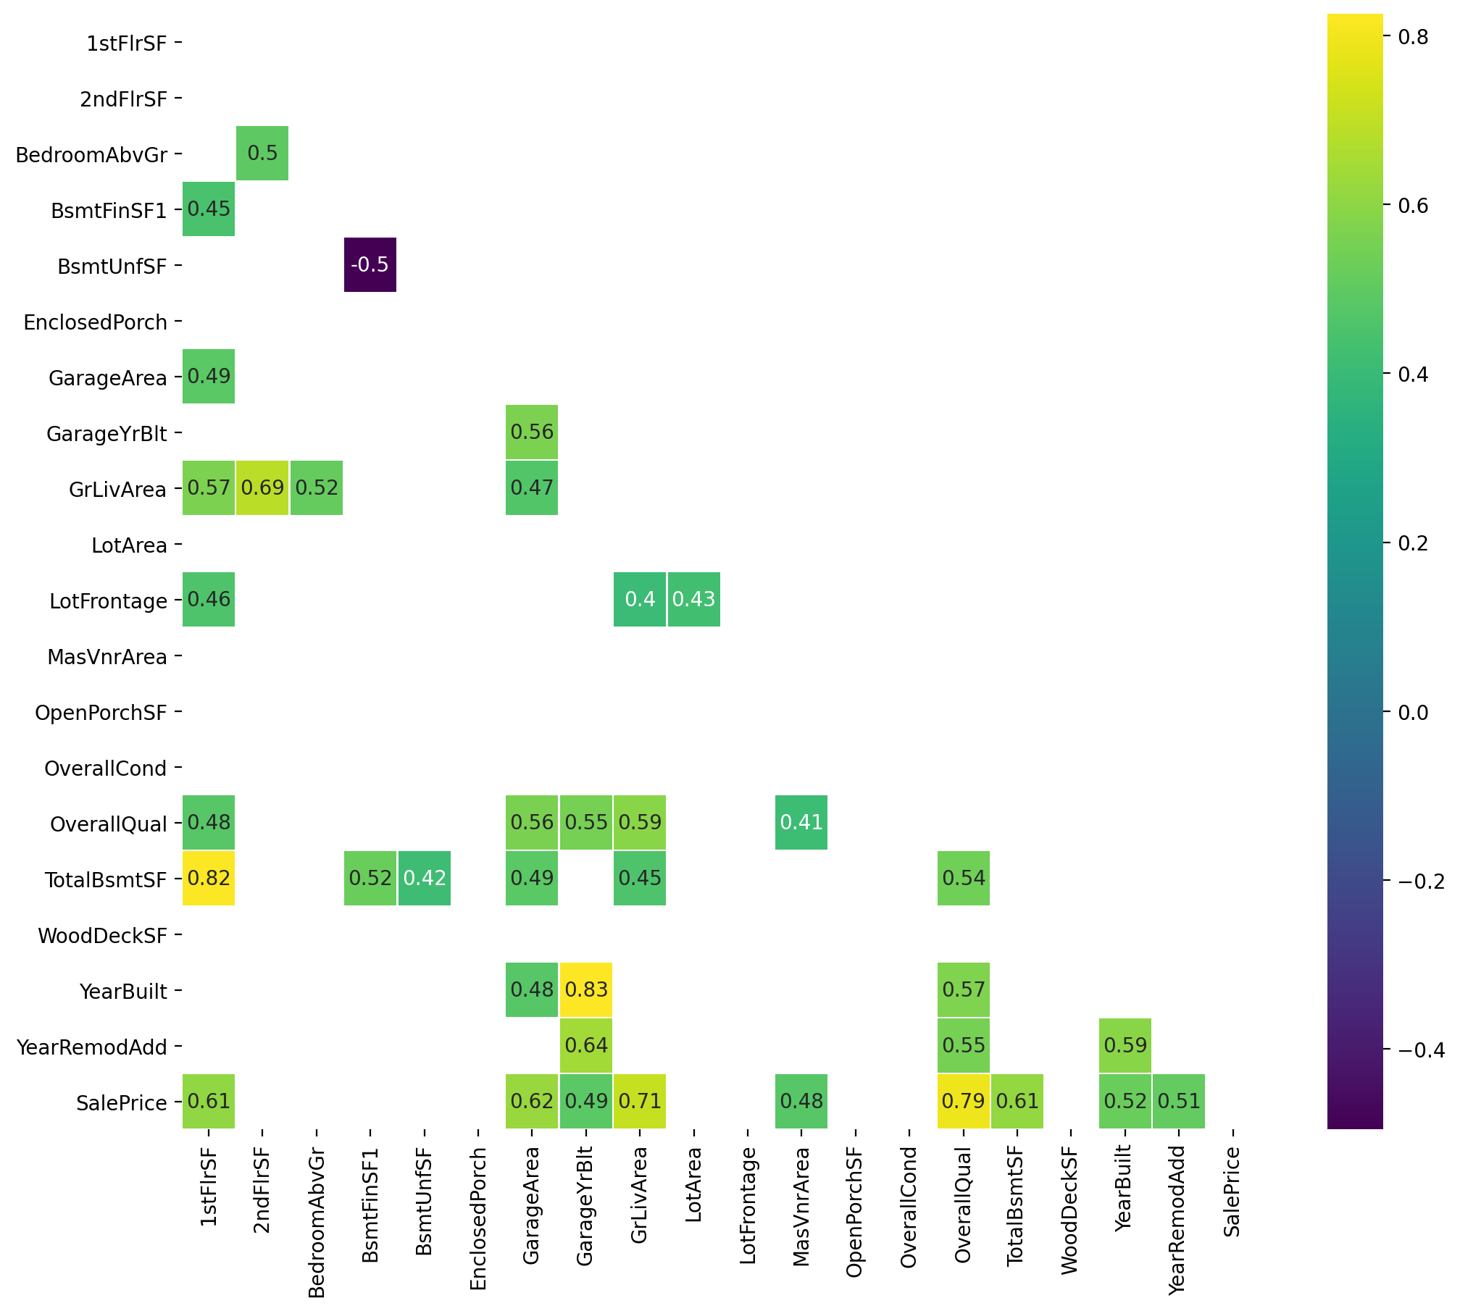 1stFlrSF
2ndFlrSF
BedroomAbvGr 0.5
BsmtFinSF1 0.45
BsmtUnfSF -0.5
EnclosedPorch
GarageArea 0.49
GarageYrBlt 0.56
GrLivArea 0.57 0.69 0.52 0.47
LotArea
LotFrontage 0.46 0.4 0.43
MasVnrArea
OpenPorchSF
OverallCond
OverallQual 0.48 0.56 0.55 0.59 0.41
TotalBsmtSF 0.82 0.52 0.42 0.49 0.45 0.54
WoodDeckSF
YearBuilt 0.48 0.83 0.57
YearRemodAdd 0.64 0.55 0.59
SalePrice 0.61 0.62 0.49 0.71 0.48 0.79 0.61 0.52 0.51
1stFlrSF
2ndFlrSF
BedroomAbvGr
BsmtFinSF1
BsmtUnfSF
EnclosedPorch
GarageArea
GarageYrBlt
GrLivArea
LotArea
LotFrontage
MasVnrArea
OpenPorchSF
OverallCond
OverallQual
TotalBsmtSF
WoodDeckSF
YearBuilt
YearRemodAdd
SalePrice
0.8
0.6
0.4
0.2
0.0
−0.2
−0.4